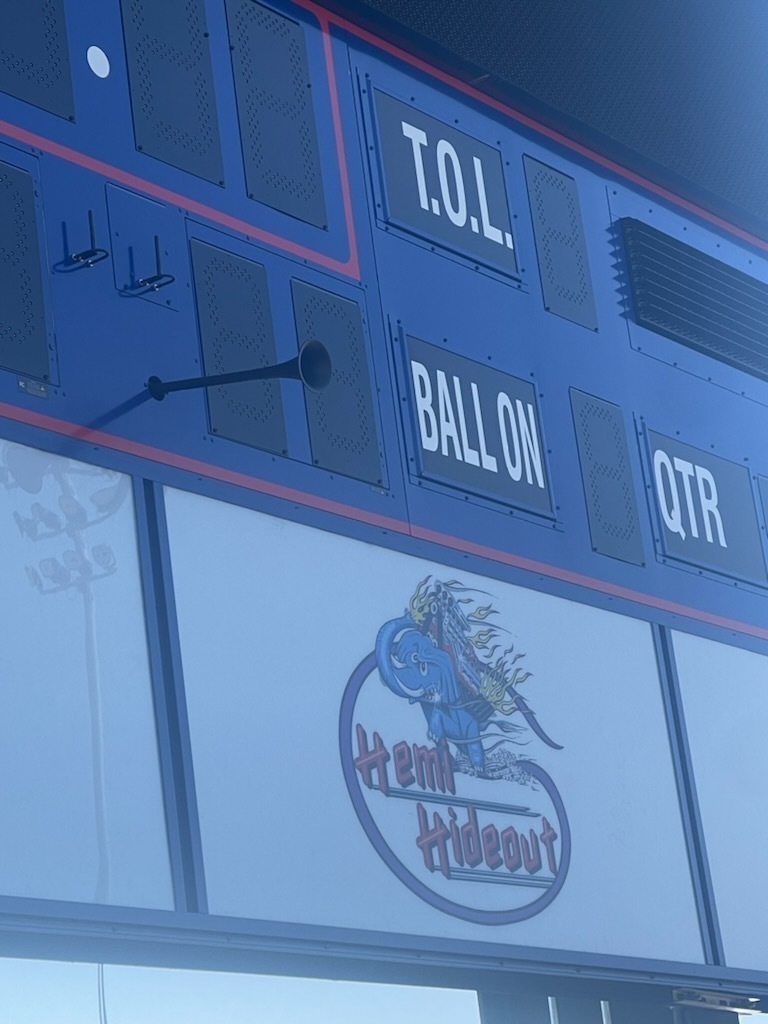 T.O.L.
BALL ON
QTR
Hemi
Hideout